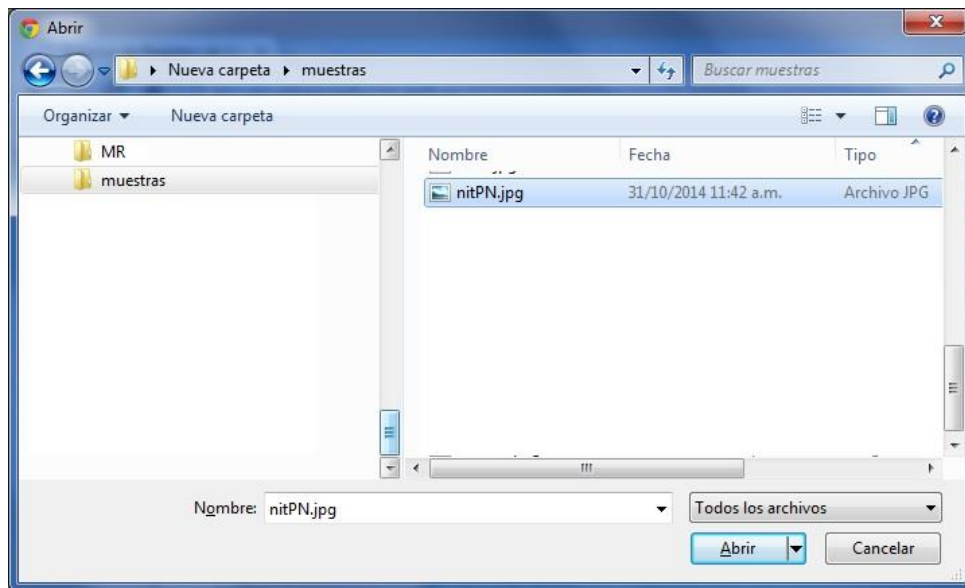 Abrir
Nueva carpeta muestras
Buscar muestras
Organizar Nueva carpeta
MR
muestras
Nombre Fecha Tipo
nitPN.jpg 31/10/2014 11:42 a.m. Archivo JPG
Nombre: nitPN.jpg
Todos los archivos
Abrir Cancelar